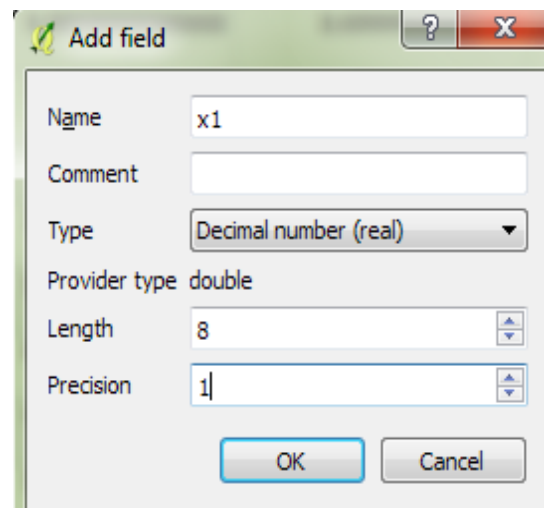 Add field
Name x1
Comment
Type Decimal number (real)
Provider type double
Length 8
Precision 1
OK Cancel